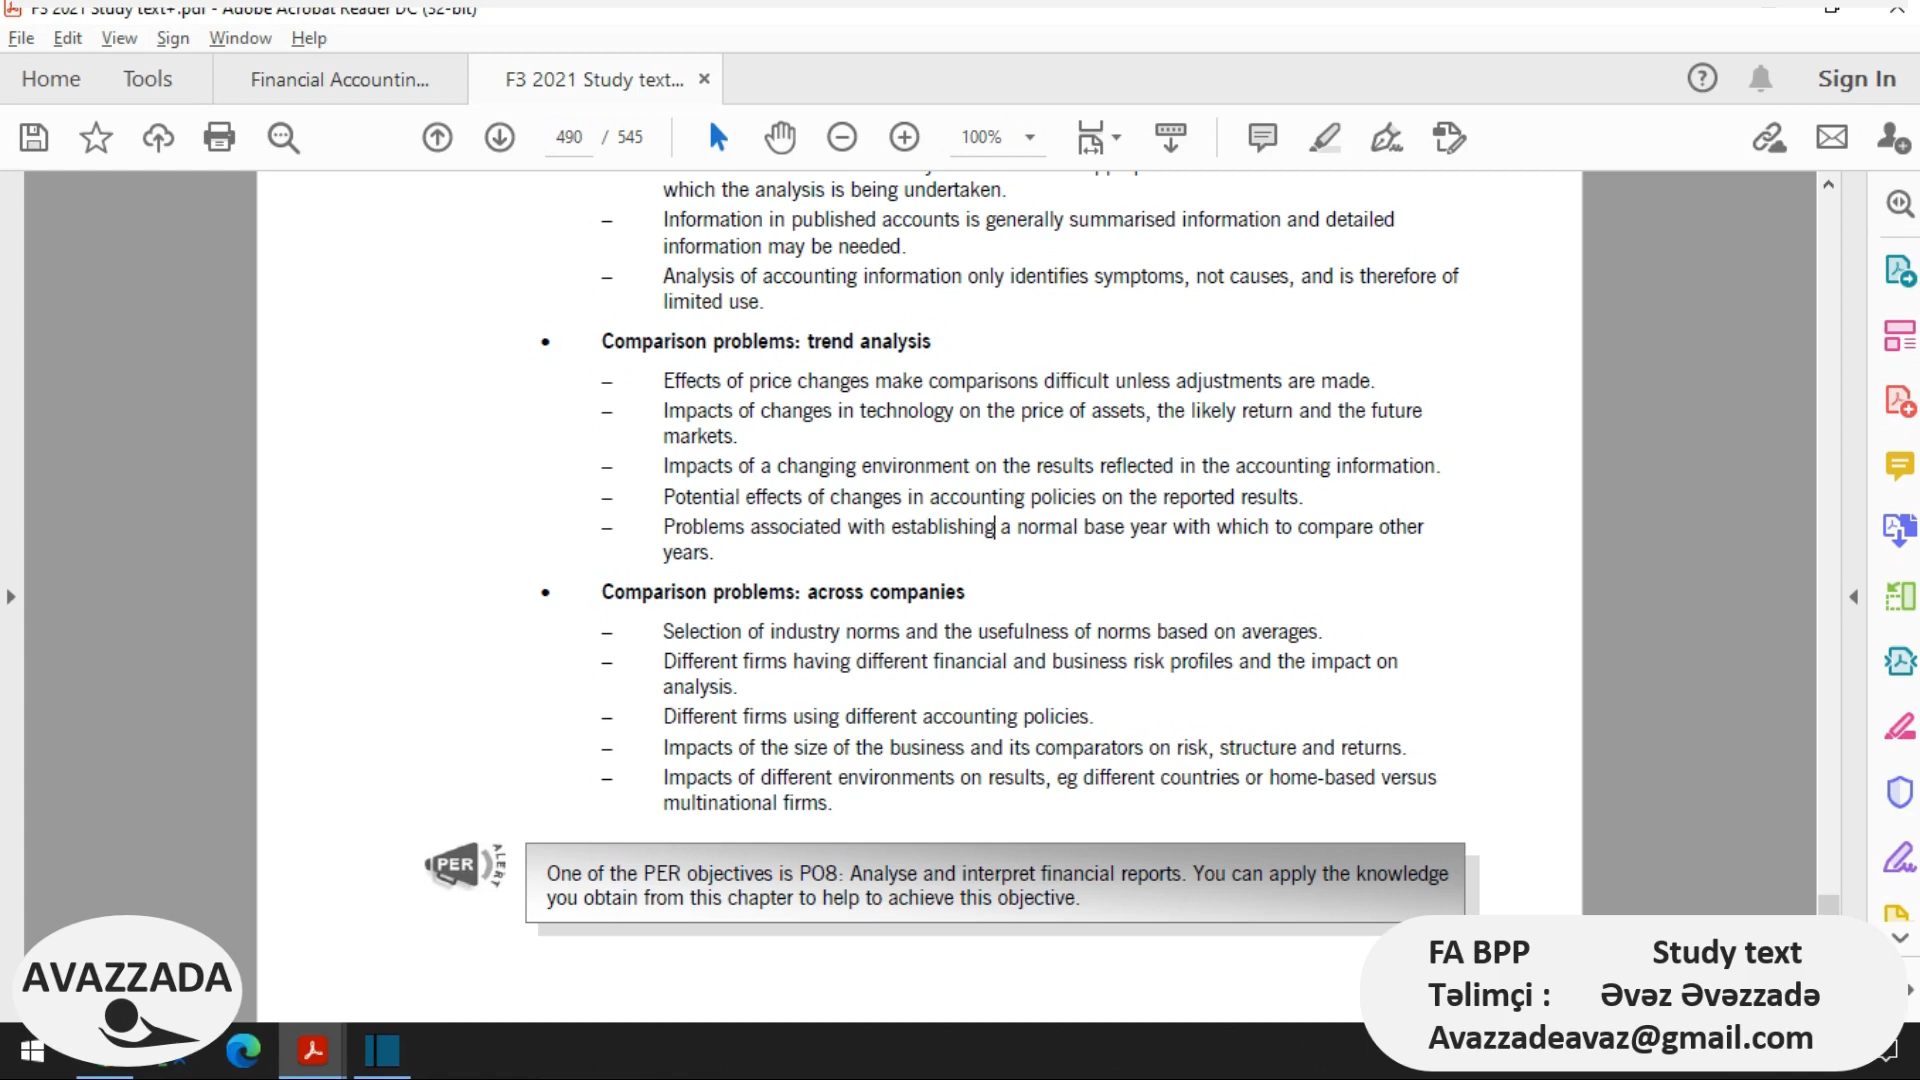 F3 2021 Study text+.pdf - Adobe Acrobat Reader DC (32-bit)
File Edit View Sign Window Help
Home Tools Financial Accountin... F3 2021 Study text... × Sign In
490 / 545 100%
which the analysis is being undertaken.
– Information in published accounts is generally summarised information and detailed
information may be needed.
– Analysis of accounting information only identifies symptoms, not causes, and is therefore of
limited use.
• Comparison problems: trend analysis
– Effects of price changes make comparisons difficult unless adjustments are made.
– Impacts of changes in technology on the price of assets, the likely return and the future
markets.
– Impacts of a changing environment on the results reflected in the accounting information.
– Potential effects of changes in accounting policies on the reported results.
– Problems associated with establishing a normal base year with which to compare other
years.
• Comparison problems: across companies
– Selection of industry norms and the usefulness of norms based on averages.
– Different firms having different financial and business risk profiles and the impact on
analysis.
– Different firms using different accounting policies.
– Impacts of the size of the business and its comparators on risk, structure and returns.
– Impacts of different environments on results, eg different countries or home-based versus
multinational firms.
PER ALERT
One of the PER objectives is PO8: Analyse and interpret financial reports. You can apply the knowledge
you obtain from this chapter to help to achieve this objective.
AVAZZADA
FA BPP Study text
Təlimçi : Əvəz Əvəzzadə
Avazzadeavaz@gmail.com